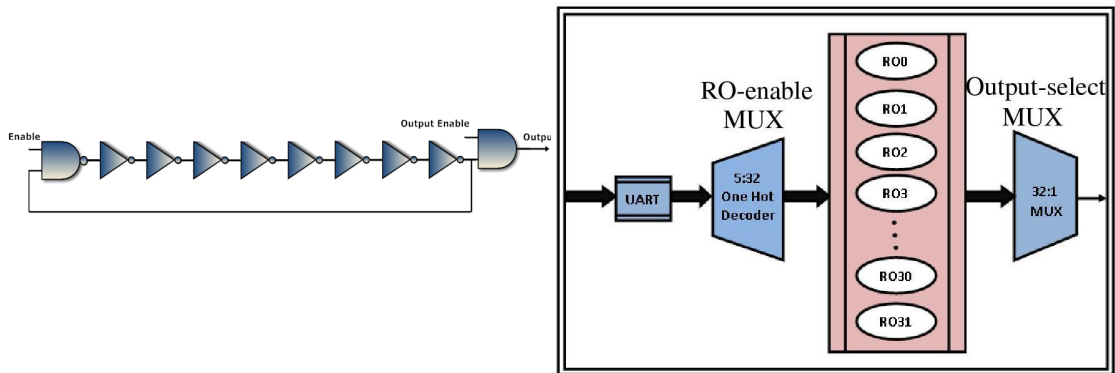 Enable
Output Enable
Outpu
RO-enable
MUX
Output-select
MUX
UART
5:32
One Hot
Decoder
RO0
RO1
RO2
RO3
RO30
RO31
32:1
MUX